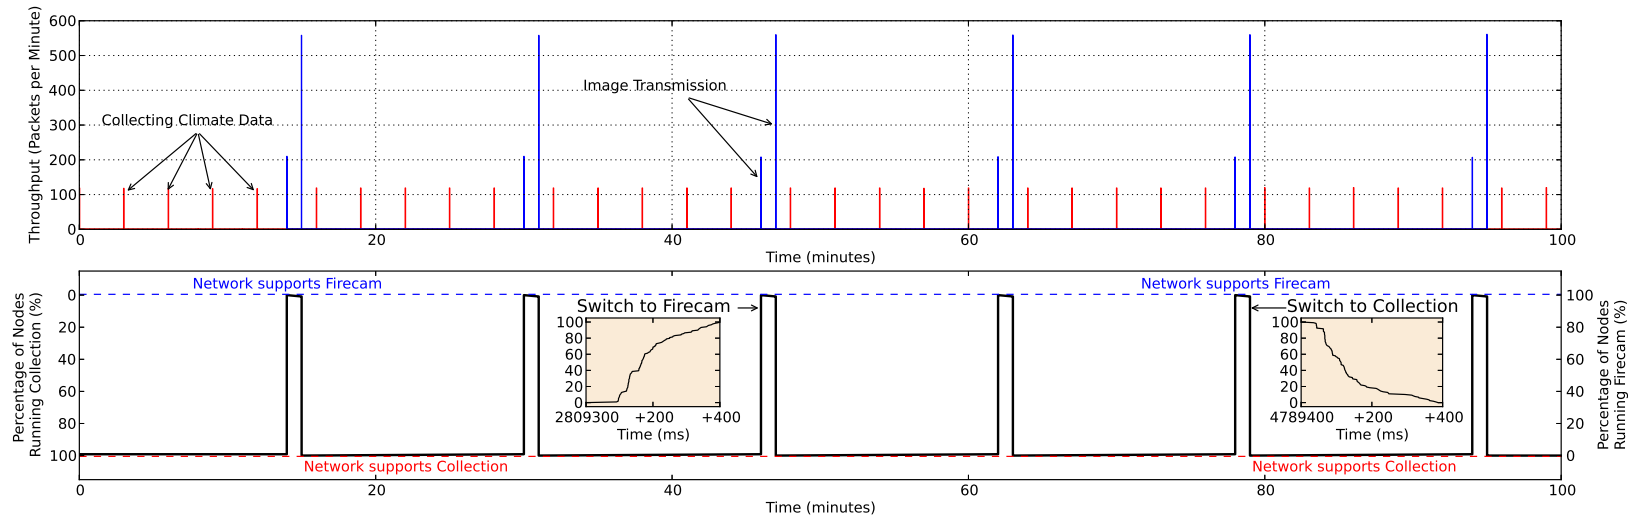 Throughput (Packets per Minute)
600
500
400
300
200
100
0
Collecting Climate Data
Image Transmission
0 20 40 60 80 100
Time (minutes)
Percentage of Nodes
Running Collection (%)
0
20
40
60
80
100
Network supports Firecam
Network supports Firecam
Switch to Firecam
100
80
60
40
20
0
2809300 +200 +400
Time (ms)
Switch to Collection
100
80
60
40
20
0
4789400 +200 +400
Time (ms)
Network supports Collection
Network supports Collection
100
80
60
40
20
0
Percentage of Nodes
Running Firecam (%)
0 20 40 60 80 100
Time (minutes)